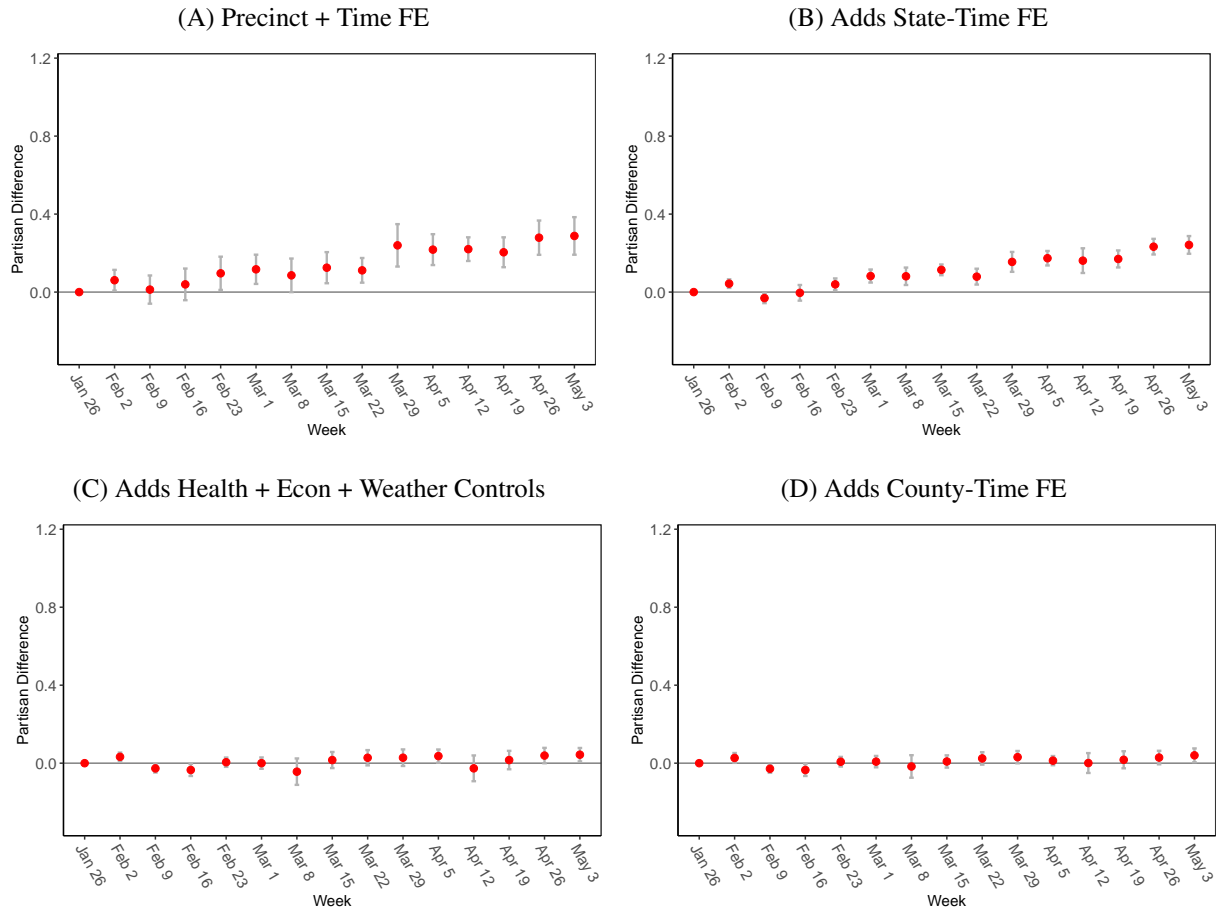 (A) Precinct + Time FE
1.2
0.8
0.4
0.0
Partisan Difference
Jan 26
Feb 2
Feb 9
Feb 16
Feb 23
Mar 1
Mar 8
Mar 15
Mar 22
Mar 29
Apr 5
Apr 12
Apr 19
Apr 26
May 3
Week
(B) Adds State-Time FE
1.2
0.8
0.4
0.0
Partisan Difference
Jan 26
Feb 2
Feb 9
Feb 16
Feb 23
Mar 1
Mar 8
Mar 15
Mar 22
Mar 29
Apr 5
Apr 12
Apr 19
Apr 26
May 3
Week
(C) Adds Health + Econ + Weather Controls
1.2
0.8
0.4
0.0
Partisan Difference
Jan 26
Feb 2
Feb 9
Feb 16
Feb 23
Mar 1
Mar 8
Mar 15
Mar 22
Mar 29
Apr 5
Apr 12
Apr 19
Apr 26
May 3
Week
(D) Adds County-Time FE
1.2
0.8
0.4
0.0
Partisan Difference
Jan 26
Feb 2
Feb 9
Feb 16
Feb 23
Mar 1
Mar 8
Mar 15
Mar 22
Mar 29
Apr 5
Apr 12
Apr 19
Apr 26
May 3
Week